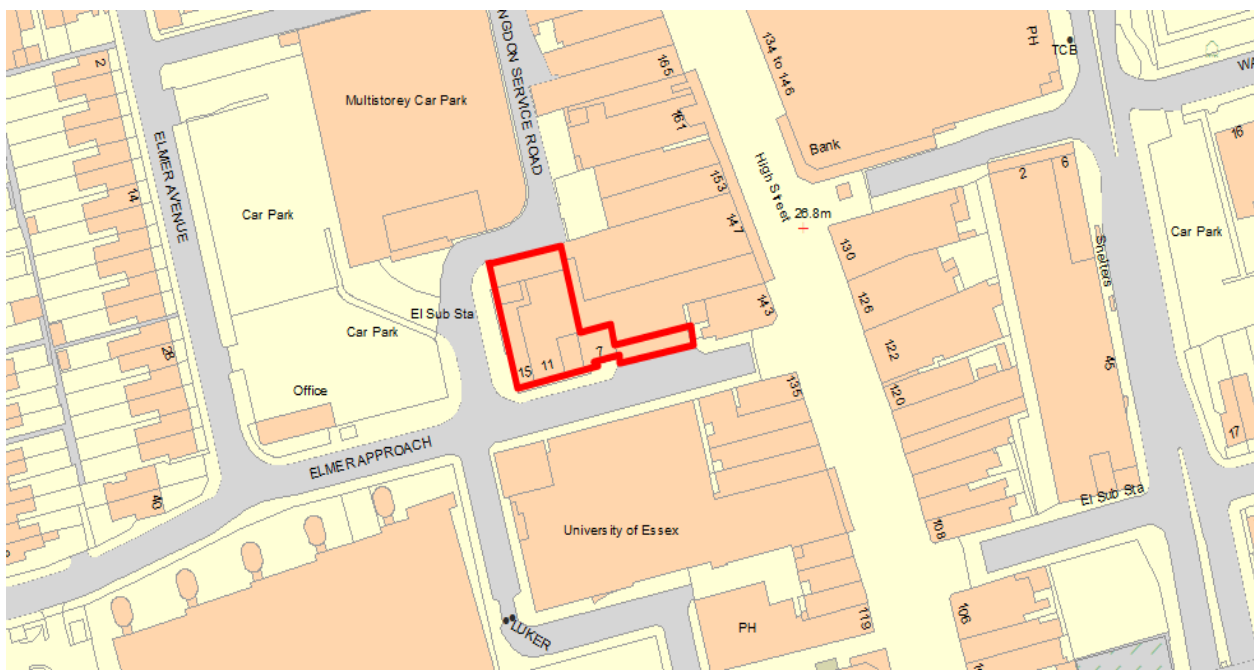 2
14
28
40
ELMER AVENUE
Car Park
Multistorey Car Park
NGDON SERVICE ROAD
165
161
153
147
143
134 to 146
PH
TCB
WA
Bank
High Street
26.8m
2
6
16
130
126
122
120
108
Shelters
45
Car Park
17
El Sub Sta
El Sub Sta
Car Park
Office
15
11
7
135
ELMER APPROACH
University of Essex
LUKER
PH
119
106